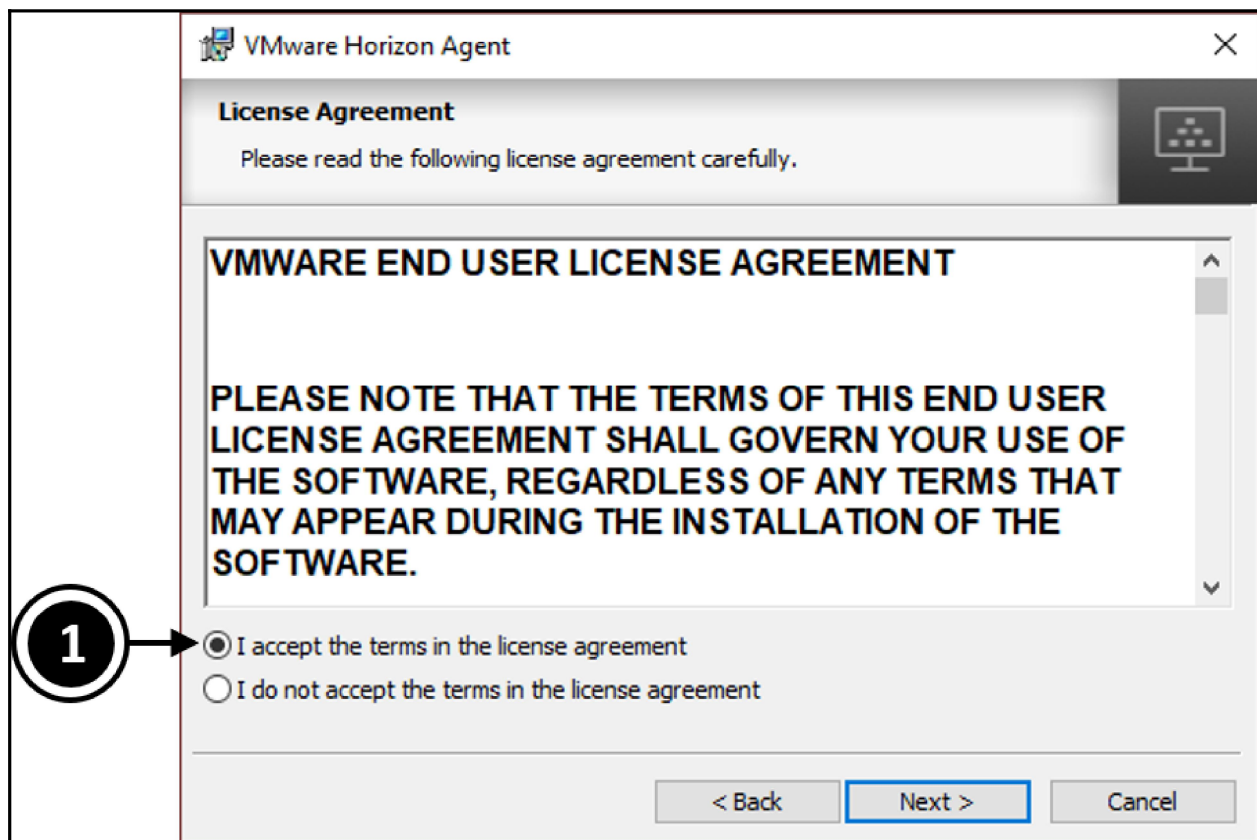 VMware Horizon Agent
License Agreement
Please read the following license agreement carefully.
VMWARE END USER LICENSE AGREEMENT
PLEASE NOTE THAT THE TERMS OF THIS END USER
LICENSE AGREEMENT SHALL GOVERN YOUR USE OF
THE SOFTWARE, REGARDLESS OF ANY TERMS THAT
MAY APPEAR DURING THE INSTALLATION OF THE
SOFTWARE.
1
I accept the terms in the license agreement
I do not accept the terms in the license agreement
< Back Next > Cancel